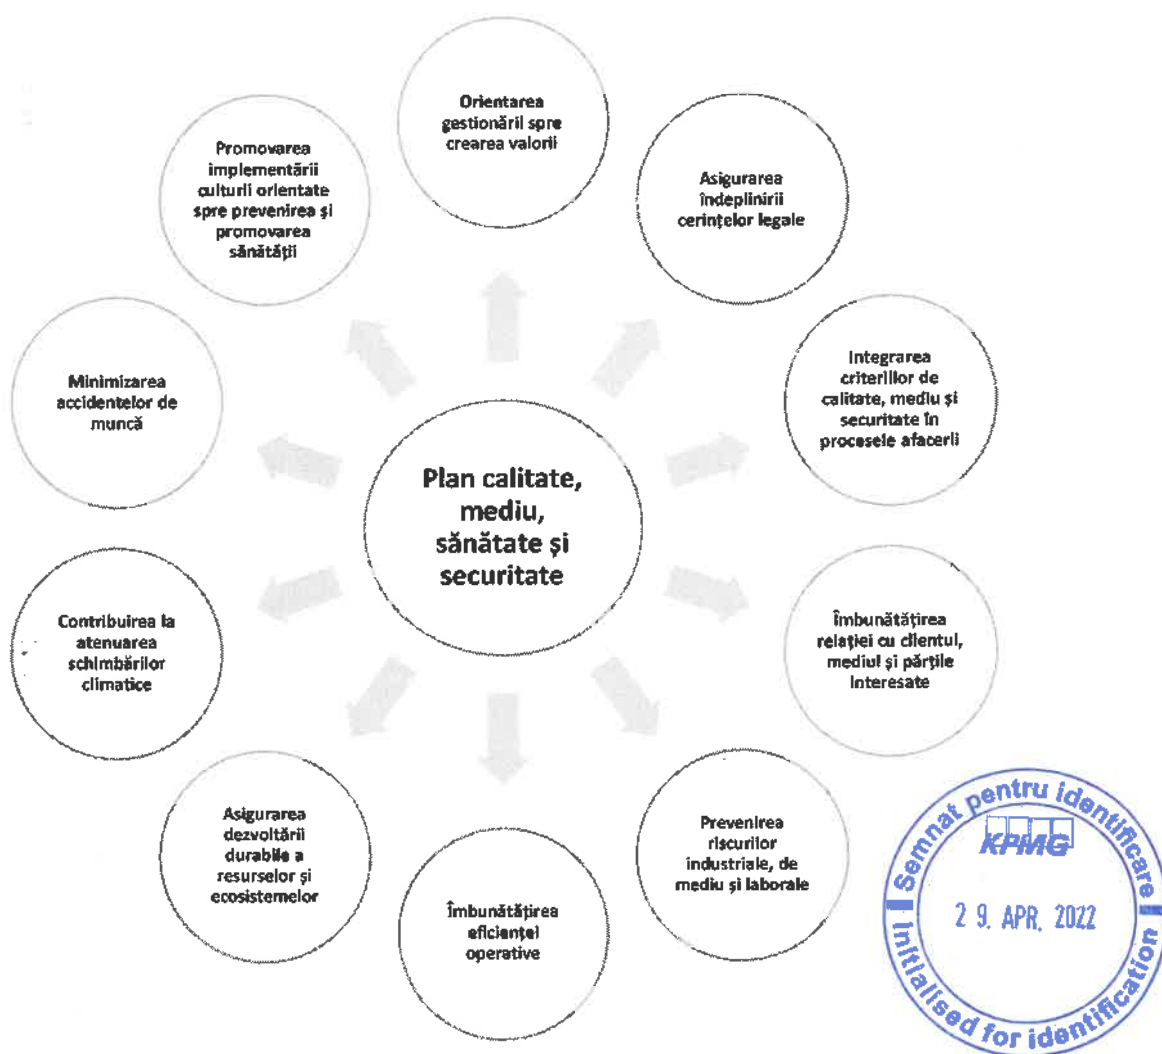 Orientarea
gestionării spre
crearea valorii
Asigurarea
îndeplinirii
cerințelor legale
Integrarea
criteriilor de
calitate, mediu și
securitate în
procesele afacerii
Îmbunătățirea
relației cu clientul,
mediul și părțile
interesate
Prevenirea
riscurilor
industriale, de
mediu și laborale
Îmbunătățirea
eficienței
operative
Asigurarea
dezvoltării
durabile a
resurselor și
ecosistemelor
Contribuirea la
atenuarea
schimbărilor
climatice
Minimizarea
accidentelor de
muncă
Promovarea
implementării
culturii orientate
spre prevenirea și
promovarea
sănătății
Plan calitate,
mediu,
sănătate și
securitate
Semnat pentru identificare
KPMG
29. APR. 2022
Initialised for identification